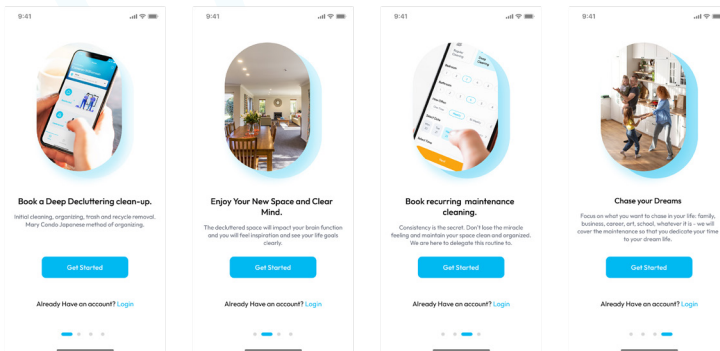 9:41
Book a Deep Decluttering clean-up.
Initial cleaning, organizing, trash and recycle removal.
Mary Condo Japanese method of organizing.
Get Started
Already Have an account? Login
9:41
Enjoy Your New Space and Clear
Mind.
The decluttered space will impact your brain function
and you will feel inspiration and see your life goals
clearly.
Get Started
Already Have an account? Login
9:41
Deep
Cleaning
Book recurring maintenance
cleaning.
Consistency is the secret. Don't lose the miracle
feeling and maintain your space clean and organized.
We are here to delegate this routine to.
Get Started
Already Have an account? Login
9:41
Chase your Dreams
Focus on what you want to chase in your life: family,
business, career, art, school, whatever it is - we will
cover the maintenance so that you dedicate your time
to your dream life.
Get Started
Already Have an account? Login